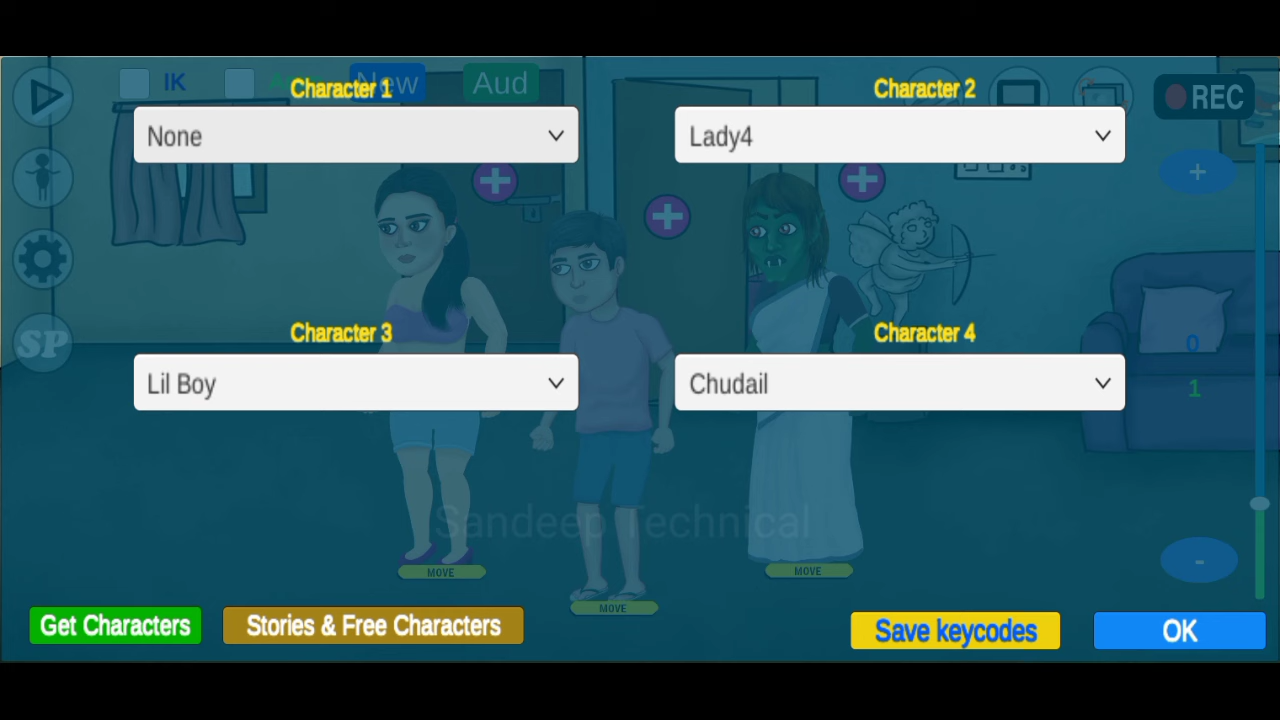 IK
New
Aud
REC
Character 1
Character 2
None
Lady4
+
SP
Character 3
Character 4
Lil Boy
Chudail
0
1
Sandeep Technical
-
MOVE
MOVE
MOVE
Get Characters
Stories & Free Characters
Save keycodes
OK